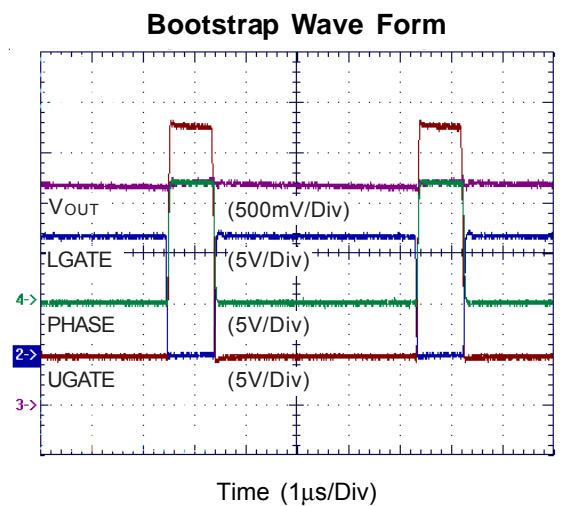 Bootstrap Wave Form
VOUT (500mV/Div)
LGATE (5V/Div)
4->
PHASE (5V/Div)
2->
UGATE (5V/Div)
3->
Time (1μs/Div)